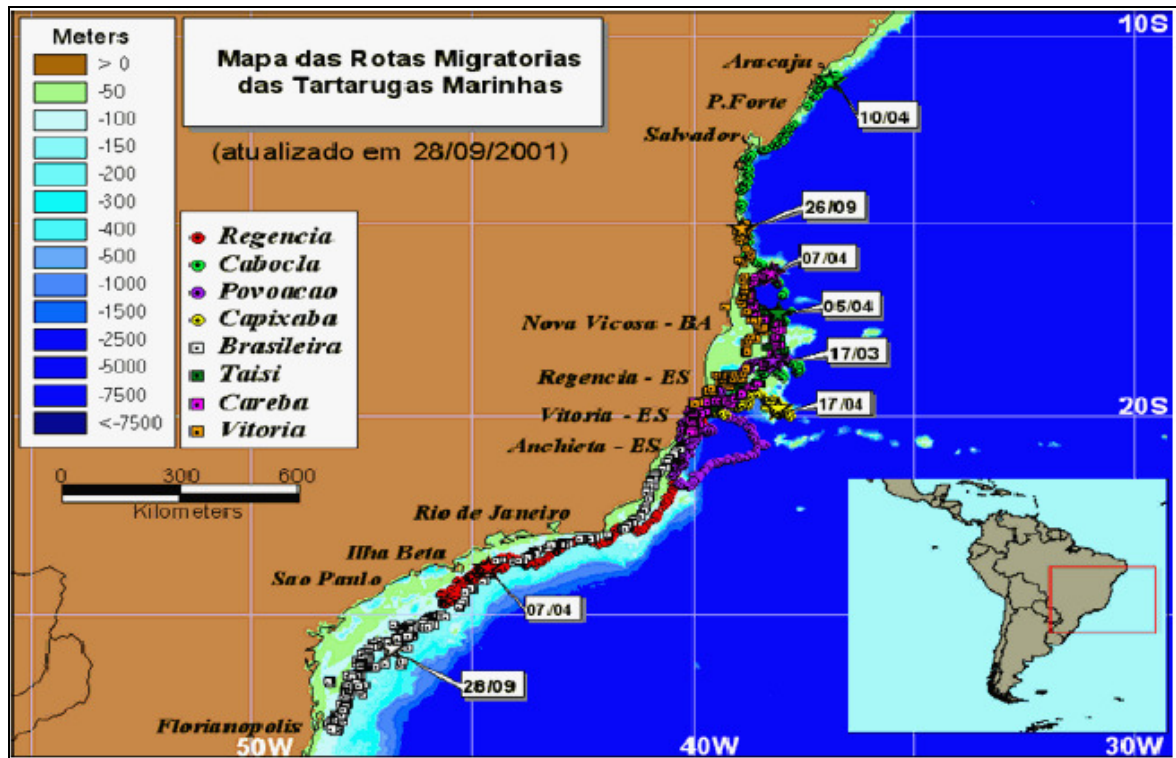 Meters
> 0
-50
-100
-150
-200
-300
-400
-500
-1000
-1500
-2500
-5000
-7500
<-7500
Mapa das Rotas Migratorias
das Tartarugas Marinhas
(atualizado em 28/09/2001)
Regencia
Cabocla
Povoacao
Capixaba
Brasileira
Taisi
Careba
Vitoria
0 300 600
Kilometers
10S
Aracaju
P.Forte
10/04
Salvador
26/09
07/04
05/04
Nova Vicosa - BA
17/03
Regencia - ES
17/04
Vitoria - ES
20S
Anchieta - ES
Rio de Janeiro
Ilha Beta
Sao Paulo
07/04
28/09
Florianopolis
50W
40W
30W